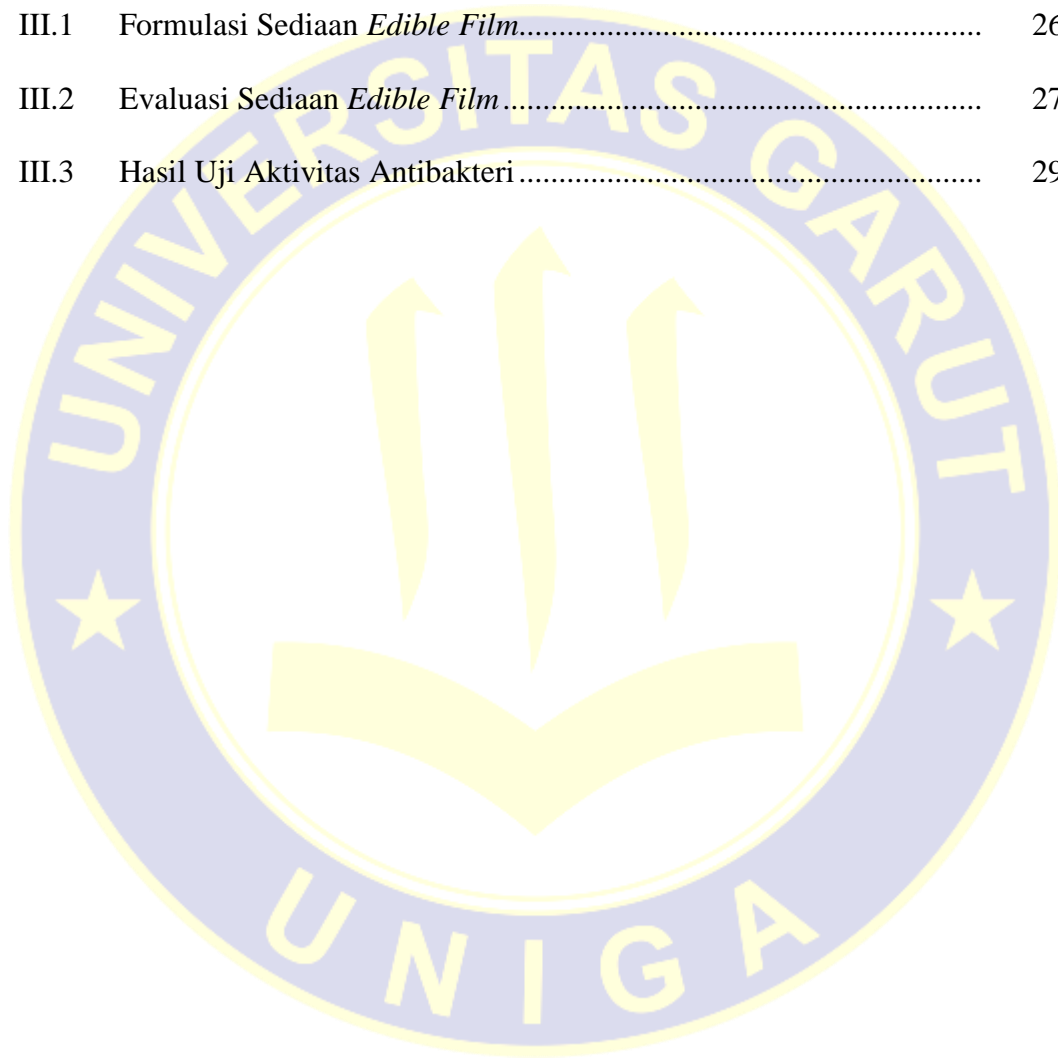 III.1 Formulasi Sediaan Edible Film.................................................................. 26
III.2 Evaluasi Sediaan Edible Film..................................................................... 27
III.3 Hasil Uji Aktivitas Antibakteri................................................................... 29
UNIVERSITAS GARUT
UNIGA